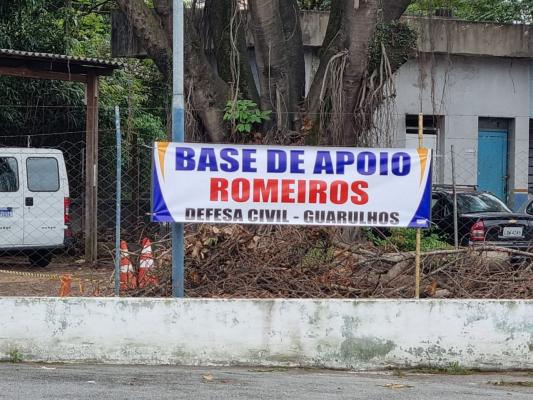 BASE DE APOIO
ROMEIROS
DEFESA CIVIL - GUARULHOS